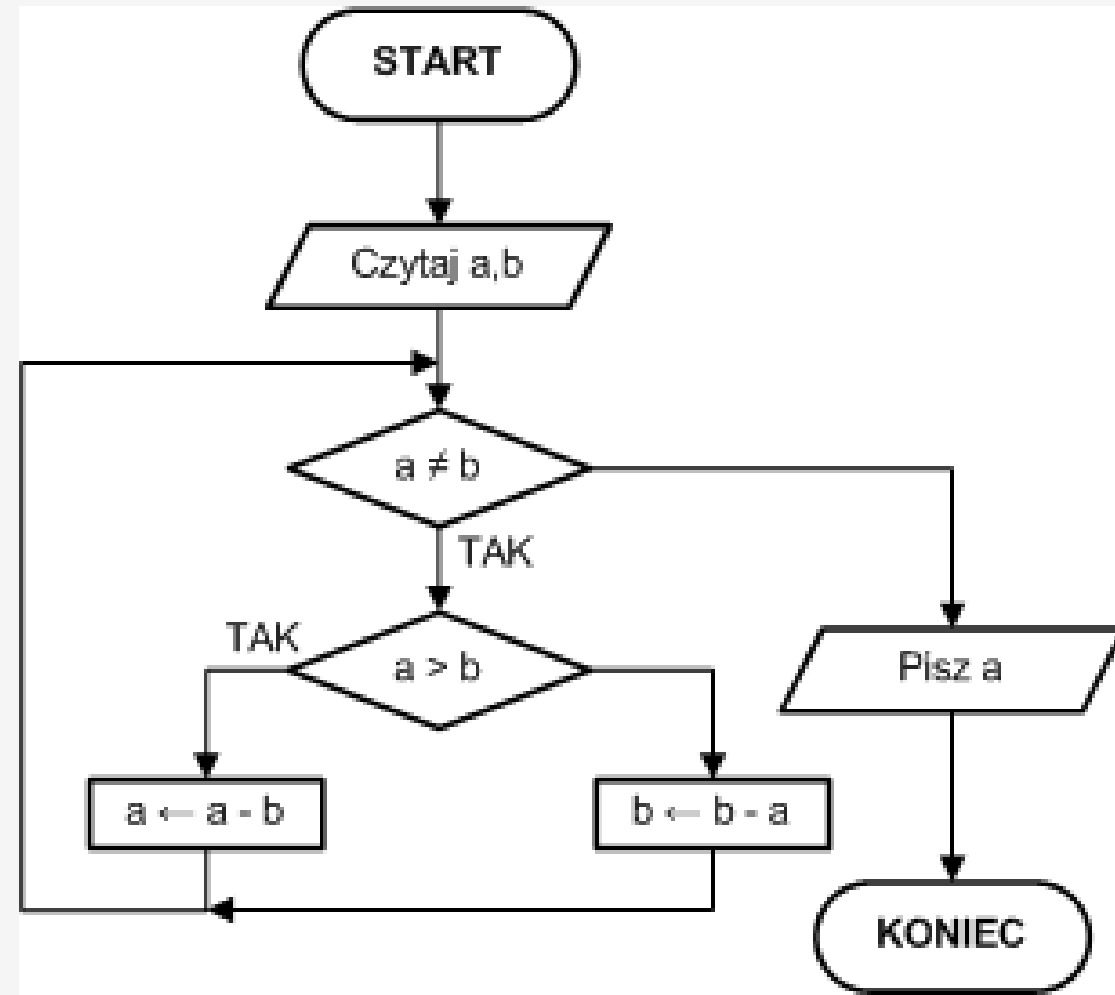 START
Czytaj a,b
a ≠ b
TAK
TAK
a > b
Pisz a
a ← a - b
b ← b - a
KONIEC